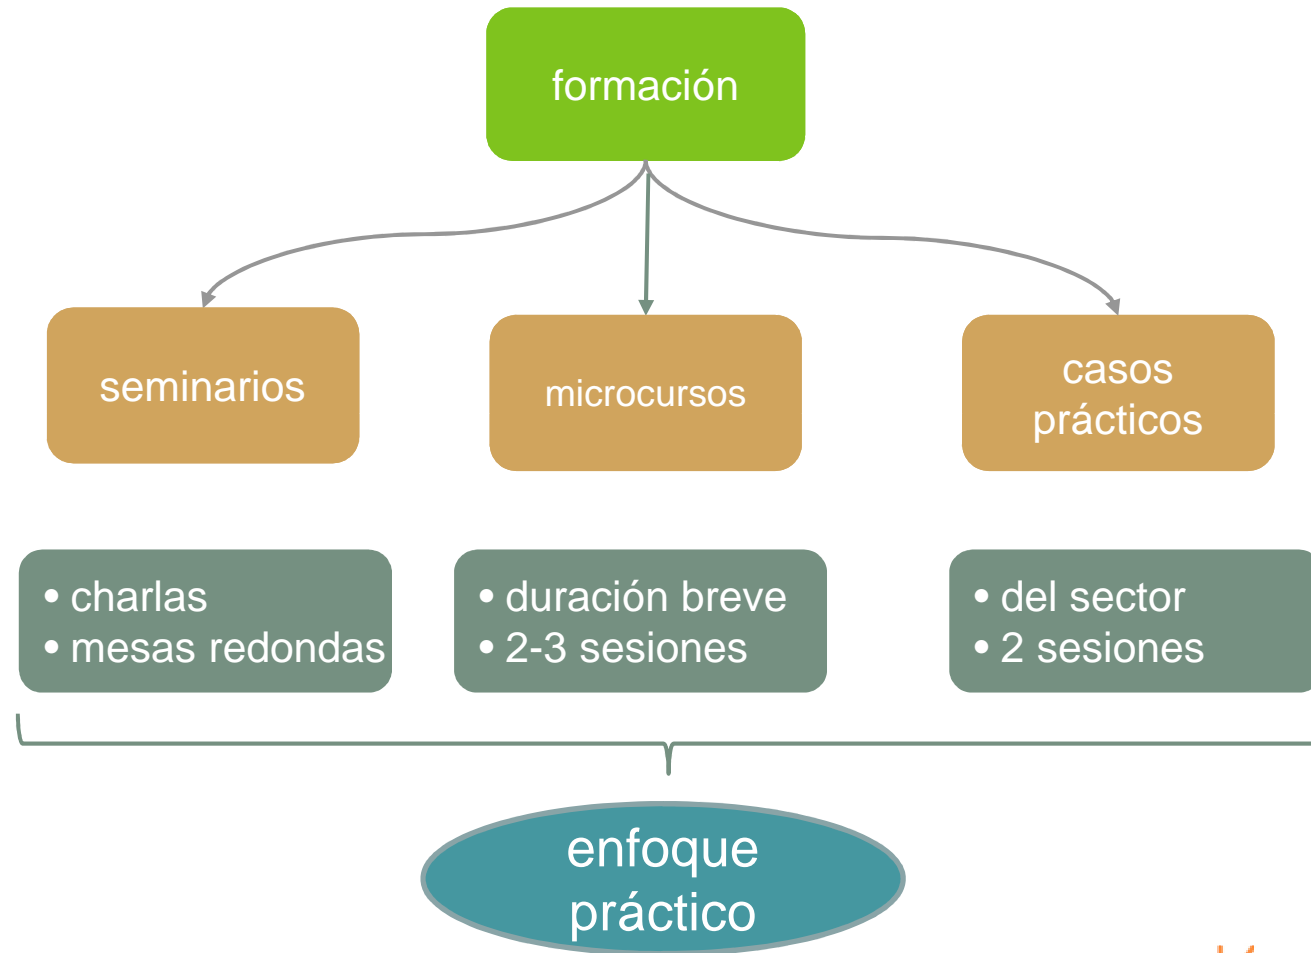 formación
seminarios
microcursos
casos
prácticos
• charlas
• mesas redondas
• duración breve
• 2-3 sesiones
• del sector
• 2 sesiones
enfoque
práctico